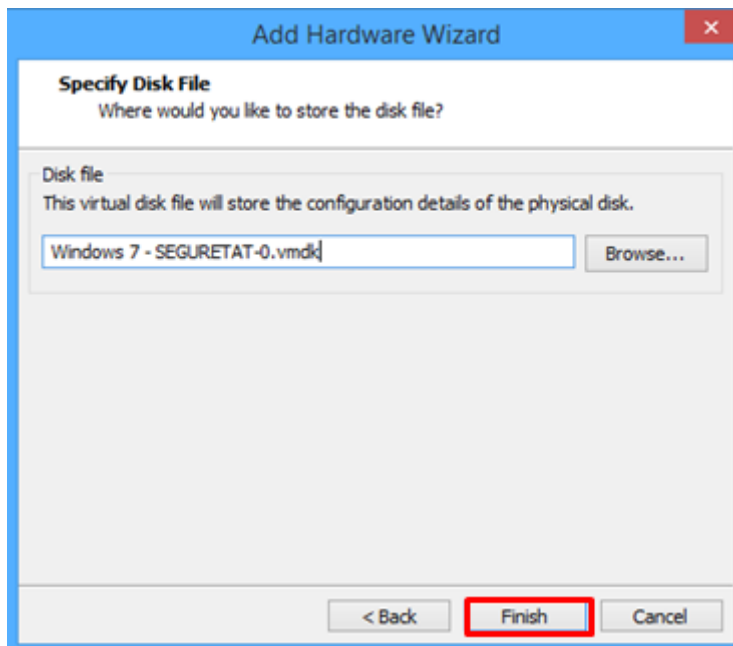 Add Hardware Wizard
Specify Disk File
Where would you like to store the disk file?
Disk file
This virtual disk file will store the configuration details of the physical disk.
Windows 7 - SEGURETAT-0.vmdk
Browse...
< Back
Finish
Cancel